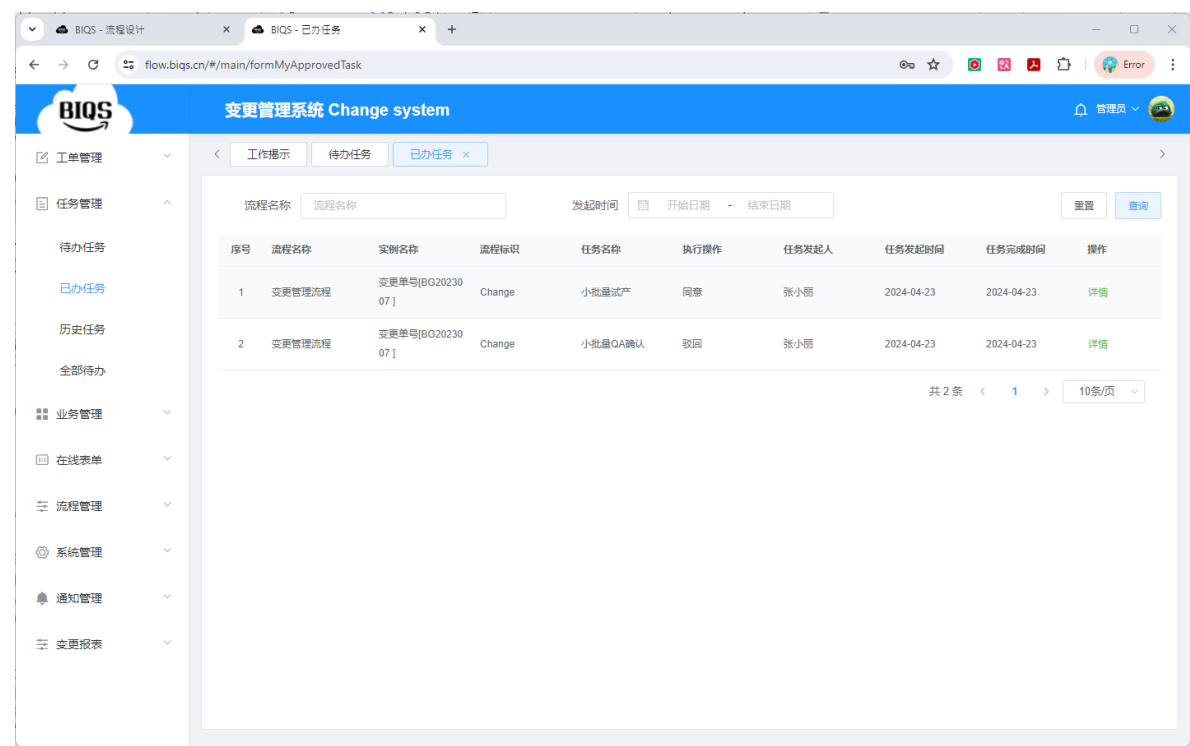 BIQS - 流程设计
BIQS - 已办任务
flow.biqs.cn/#/main/formMyApprovedTask
Error
BIQS
变更管理系统 Change system
管理员
工单管理
任务管理
待办任务
已办任务
历史任务
全部待办
业务管理
在线表单
流程管理
系统管理
通知管理
变更报表
工作揭示 待办任务 已办任务
流程名称 流程名称 发起时间 开始日期 - 结束日期 重置 查询
序号 流程名称 实例名称 流程标识 任务名称 执行操作 任务发起人 任务发起时间 任务完成时间 操作
1 变更管理流程 变更单号[BG20230 Change 小批量试产 同意 张小丽 2024-04-23 2024-04-23 详情
07 ]
2 变更管理流程 变更单号[BG20230 Change 小批量QA确认 驳回 张小丽 2024-04-23 2024-04-23 详情
07 ]
共 2 条 1 10条/页